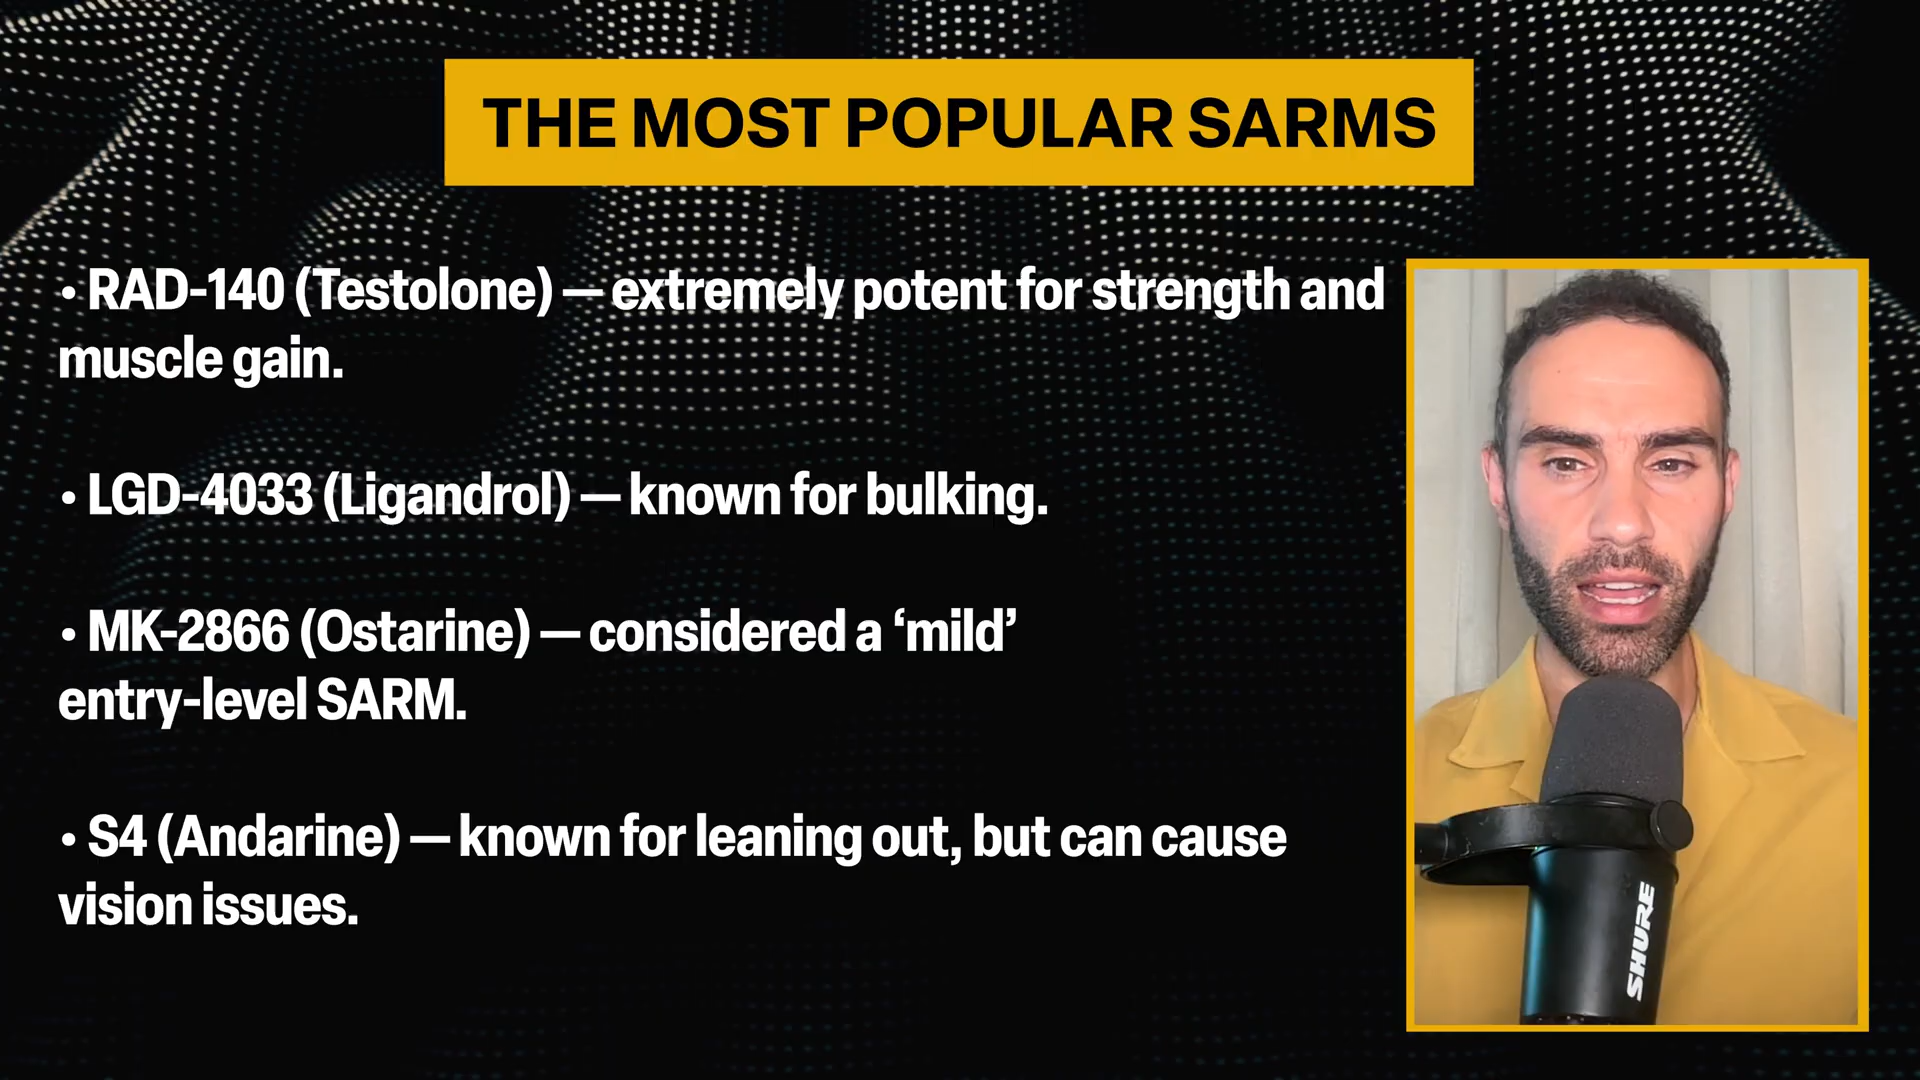 THE MOST POPULAR SARMS
• RAD-140 (Testolone) — extremely potent for strength and
muscle gain.
• LGD-4033 (Ligandrol) — known for bulking.
• MK-2866 (Ostarine) — considered a ‘mild’
entry-level SARM.
• S4 (Andarine) — known for leaning out, but can cause
vision issues.
SHURE